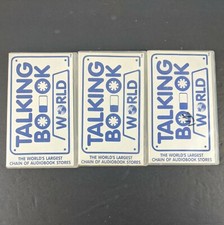 TALKING
BOOK
WORLD
THE WORLD'S LARGEST
CHAIN OF AUDIOBOOK STORES
TALKING
BOOK
WORLD
THE WORLD'S LARGEST
CHAIN OF AUDIOBOOK STORES
TALKING
BOOK
WORLD
THE WORLD'S LARGEST
CHAIN OF AUDIOBOOK STORES